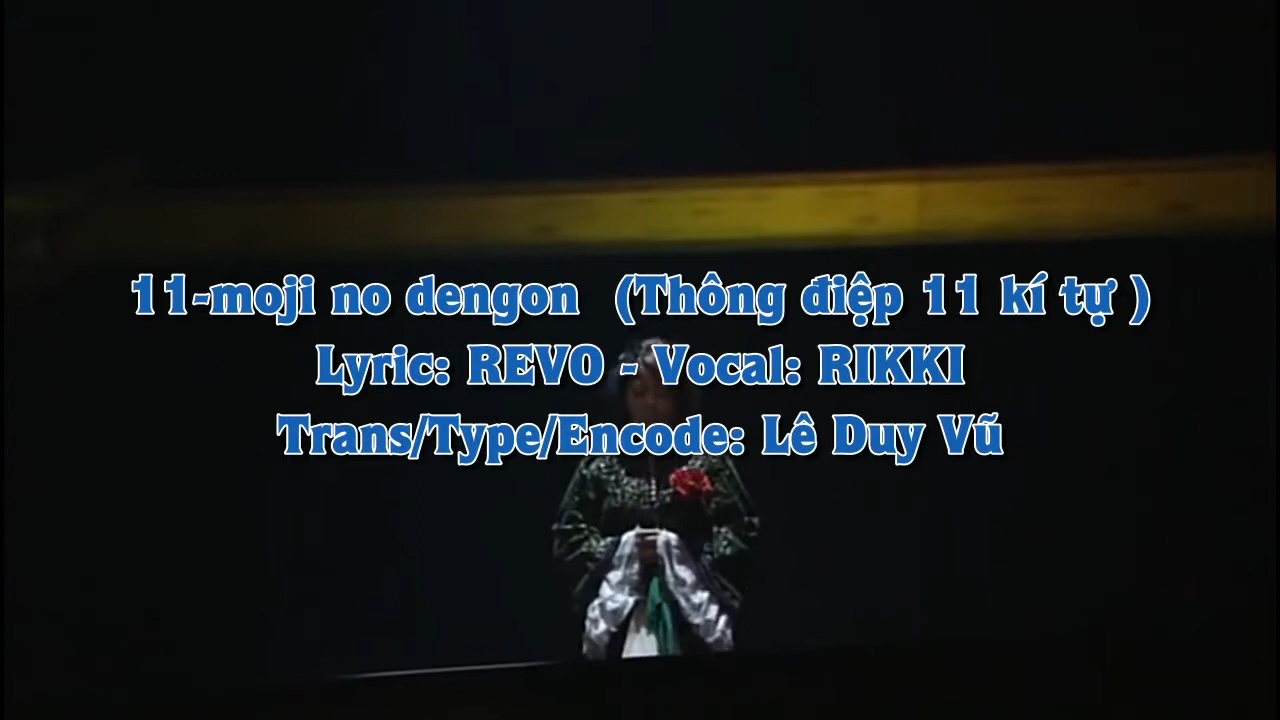 11-moji no dengon (Thông điệp 11 kí tự )
Lyric: REVO - Vocal: RIKKI
Trans/Type/Encode: Lê Duy Vũ